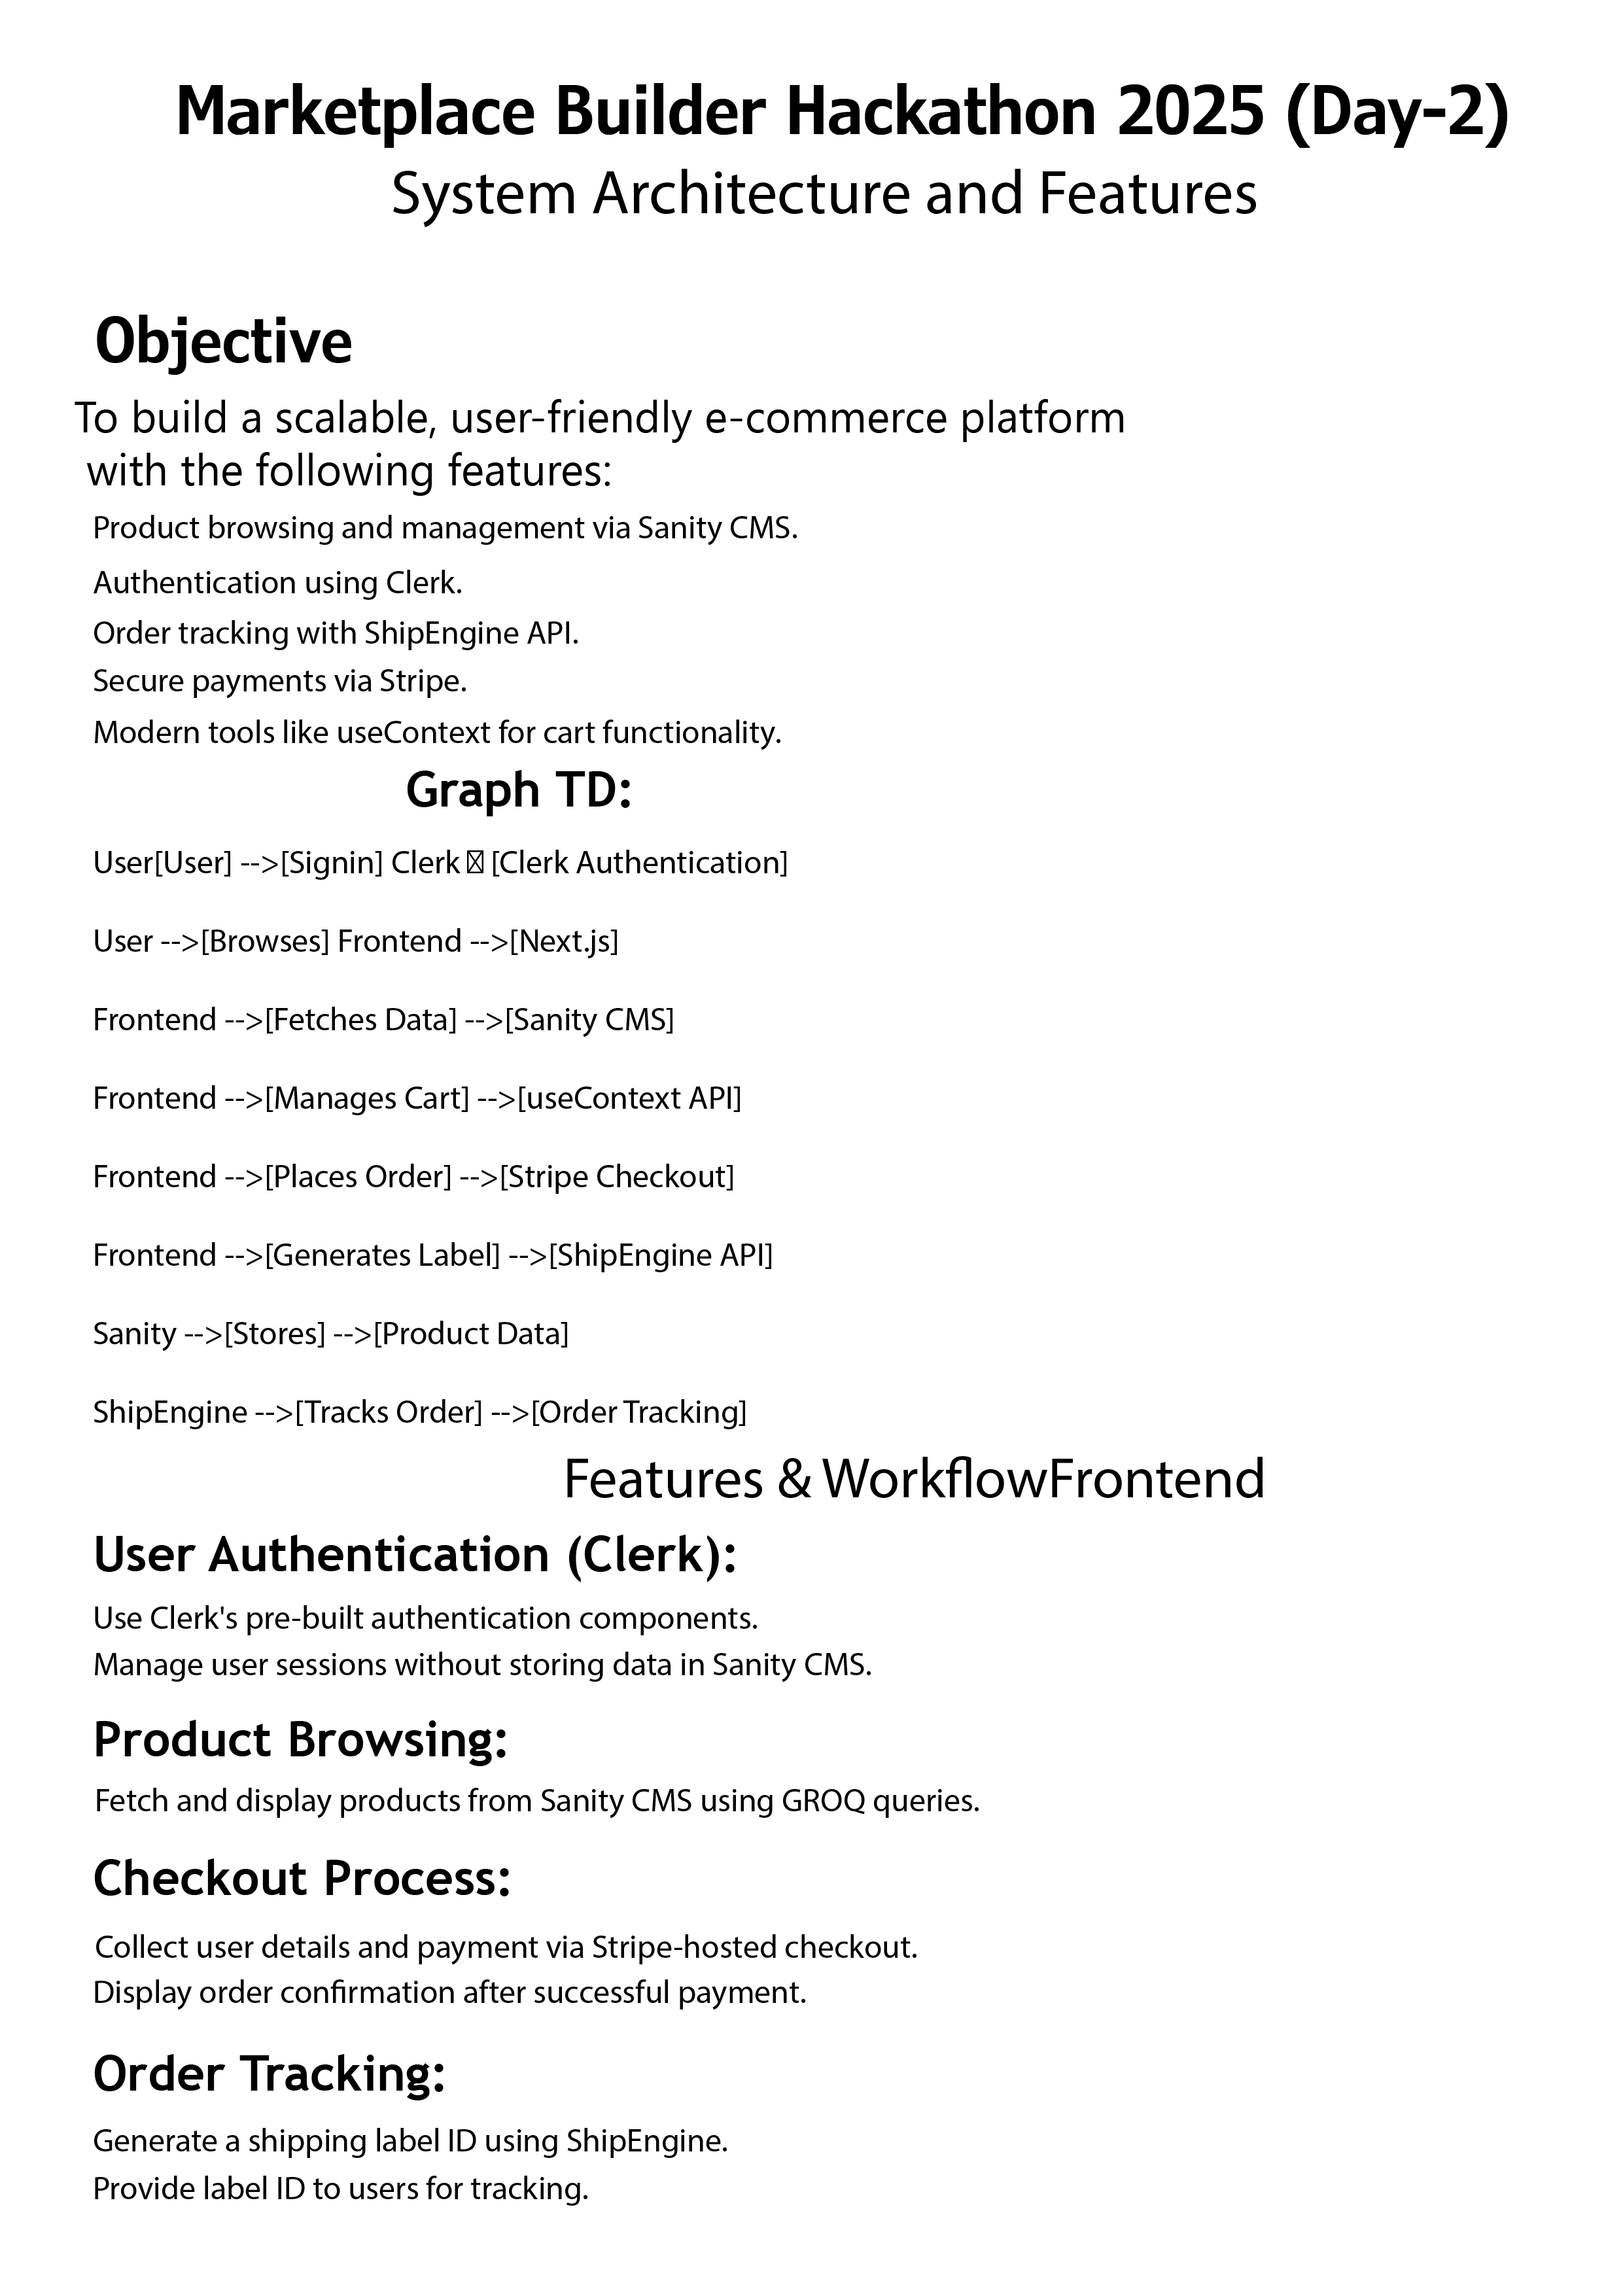 Marketplace Builder Hackathon 2025 (Day-2)
System Architecture and Features
Objective
To build a scalable, user-friendly e-commerce platform
with the following features:
Product browsing and management via Sanity CMS.
Authentication using Clerk.
Order tracking with ShipEngine API.
Secure payments via Stripe.
Modern tools like useContext for cart functionality.
Graph TD:
User[User] -->[Signin] Clerk  [Clerk Authentication]
User -->[Browses] Frontend -->[Next.js]
Frontend -->[Fetches Data] -->[Sanity CMS]
Frontend -->[Manages Cart] -->[useContext API]
Frontend -->[Places Order] -->[Stripe Checkout]
Frontend -->[Generates Label] -->[ShipEngine API]
Sanity -->[Stores] -->[Product Data]
ShipEngine -->[Tracks Order] -->[Order Tracking]
Features & WorkflowFrontend
User Authentication (Clerk):
Use Clerk's pre-built authentication components.
Manage user sessions without storing data in Sanity CMS.
Product Browsing:
Fetch and display products from Sanity CMS using GROQ queries.
Checkout Process:
Collect user details and payment via Stripe-hosted checkout.
Display order confirmation after successful payment.
Order Tracking:
Generate a shipping label ID using ShipEngine.
Provide label ID to users for tracking.